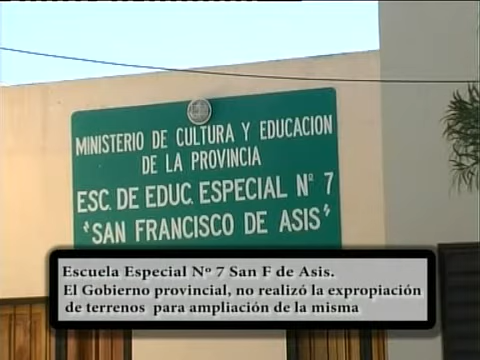 MINISTERIO DE CULTURA Y EDUCACION
DE LA PROVINCIA
ESC. DE EDUC. ESPECIAL Nº 7
"SAN FRANCISCO DE ASIS"
Escuela Especial Nº 7 San F de Asis.
El Gobierno provincial, no realizó la expropiación
de terrenos para ampliación de la misma